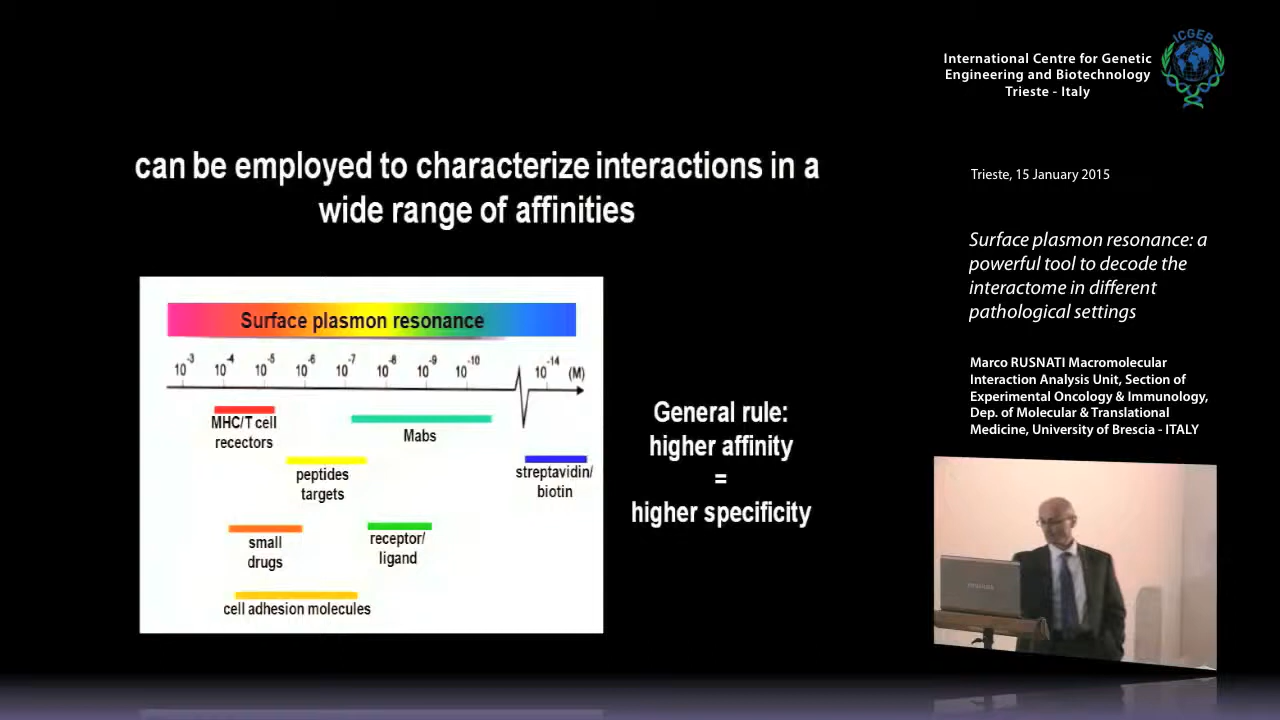 ICGEB
International Centre for Genetic
Engineering and Biotechnology
Trieste - Italy
can be employed to characterize interactions in a
wide range of affinities
Trieste, 15 January 2015
Surface plasmon resonance: a
powerful tool to decode the
interactome in different
pathological settings
Marco RUSNATI Macromolecular
Interaction Analysis Unit, Section of
Experimental Oncology & Immunology,
Dep. of Molecular & Translational
Medicine, University of Brescia - ITALY
Surface plasmon resonance
10-3 10-4 10-5 10-6 10-7 10-8 10-9 10-10 10-14 (M)
MHC/T cell
recectors
Mabs
peptides
targets
streptavidin/
biotin
small
drugs
receptor/
ligand
cell adhesion molecules
General rule:
higher affinity
=
higher specificity